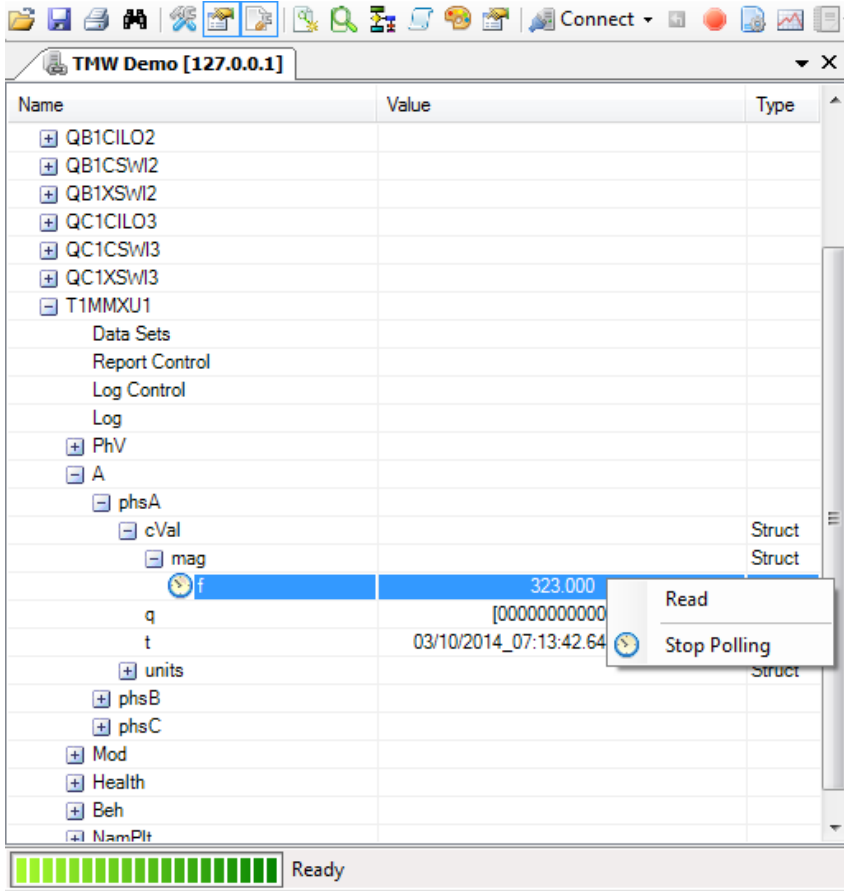 Connect
TMW Demo [127.0.0.1]
Name Value Type
QB1CILO2
QB1CSWI2
QB1XSWI2
QC1CILO3
QC1CSWI3
QC1XSWI3
T1MMXU1
Data Sets
Report Control
Log Control
Log
PhV
A
phsA
cVal Struct
mag Struct
f 323.000
Read
q [00000000000
t 03/10/2014_07:13:42.64
Stop Polling
units Struct
phsB
phsC
Mod
Health
Beh
NamPlt
Ready